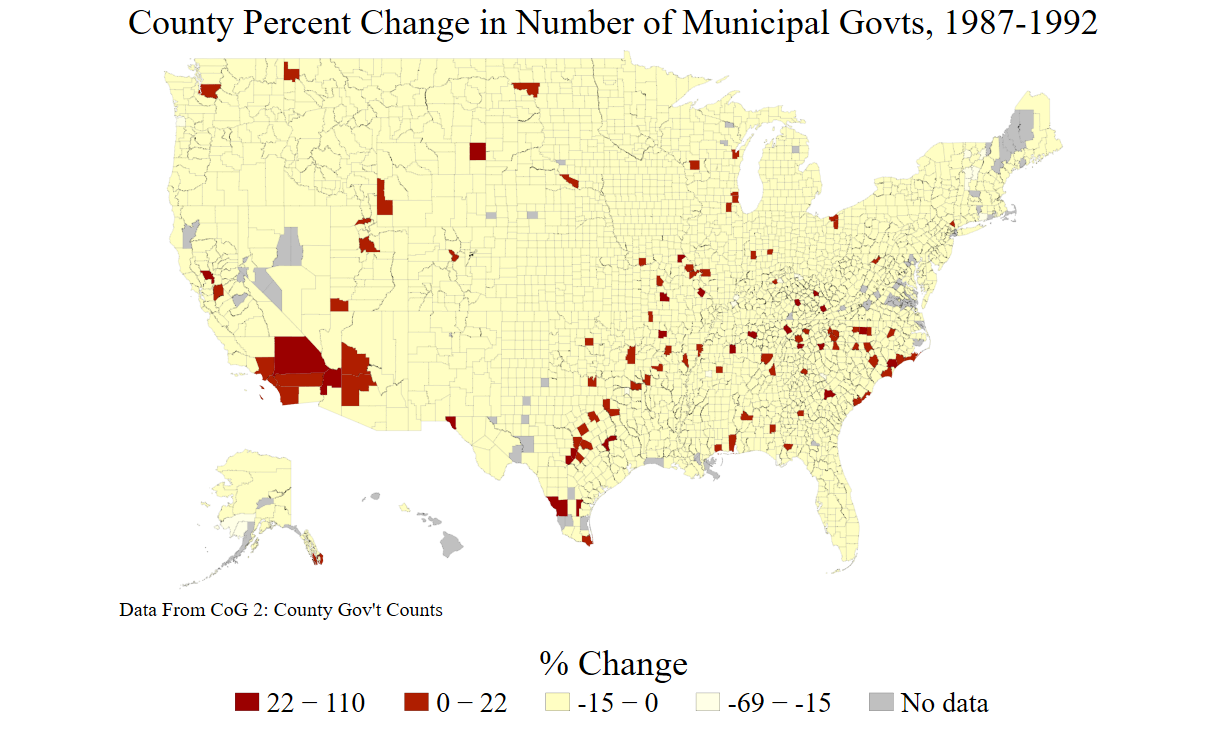 County Percent Change in Number of Municipal Govts, 1987-1992
Data From CoG 2: County Gov't Counts
% Change
22 − 110 0 − 22 -15 − 0 -69 − -15 No data